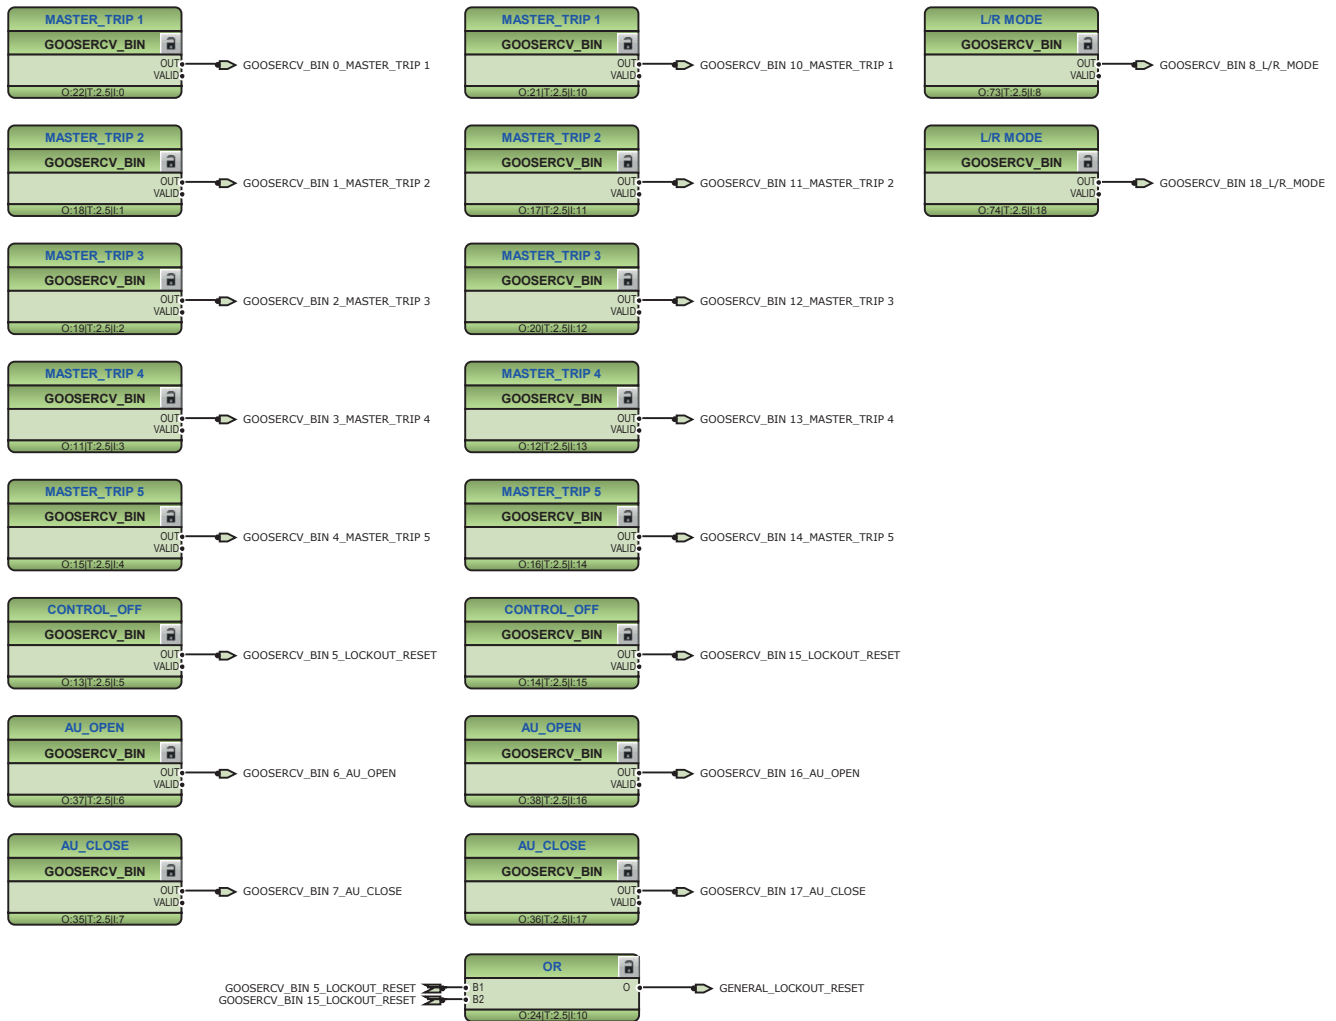 MASTER_TRIP 1
GOOSERCV_BIN
OUT
VALID
O:22|T:2.5|I:0
GOOSERCV_BIN 0_MASTER_TRIP 1
MASTER_TRIP 1
GOOSERCV_BIN
OUT
VALID
O:21|T:2.5|I:10
GOOSERCV_BIN 10_MASTER_TRIP 1
L/R MODE
GOOSERCV_BIN
OUT
VALID
O:73|T:2.5|I:8
GOOSERCV_BIN 8_L/R_MODE
MASTER_TRIP 2
GOOSERCV_BIN
OUT
VALID
O:18|T:2.5|I:1
GOOSERCV_BIN 1_MASTER_TRIP 2
MASTER_TRIP 2
GOOSERCV_BIN
OUT
VALID
O:17|T:2.5|I:11
GOOSERCV_BIN 11_MASTER_TRIP 2
L/R MODE
GOOSERCV_BIN
OUT
VALID
O:74|T:2.5|I:18
GOOSERCV_BIN 18_L/R_MODE
MASTER_TRIP 3
GOOSERCV_BIN
OUT
VALID
O:19|T:2.5|I:2
GOOSERCV_BIN 2_MASTER_TRIP 3
MASTER_TRIP 3
GOOSERCV_BIN
OUT
VALID
O:20|T:2.5|I:12
GOOSERCV_BIN 12_MASTER_TRIP 3
MASTER_TRIP 4
GOOSERCV_BIN
OUT
VALID
O:11|T:2.5|I:3
GOOSERCV_BIN 3_MASTER_TRIP 4
MASTER_TRIP 4
GOOSERCV_BIN
OUT
VALID
O:12|T:2.5|I:13
GOOSERCV_BIN 13_MASTER_TRIP 4
MASTER_TRIP 5
GOOSERCV_BIN
OUT
VALID
O:15|T:2.5|I:4
GOOSERCV_BIN 4_MASTER_TRIP 5
MASTER_TRIP 5
GOOSERCV_BIN
OUT
VALID
O:16|T:2.5|I:14
GOOSERCV_BIN 14_MASTER_TRIP 5
CONTROL_OFF
GOOSERCV_BIN
OUT
VALID
O:13|T:2.5|I:5
GOOSERCV_BIN 5_LOCKOUT_RESET
CONTROL_OFF
GOOSERCV_BIN
OUT
VALID
O:14|T:2.5|I:15
GOOSERCV_BIN 15_LOCKOUT_RESET
AU_OPEN
GOOSERCV_BIN
OUT
VALID
O:37|T:2.5|I:6
GOOSERCV_BIN 6_AU_OPEN
AU_OPEN
GOOSERCV_BIN
OUT
VALID
O:38|T:2.5|I:16
GOOSERCV_BIN 16_AU_OPEN
AU_CLOSE
GOOSERCV_BIN
OUT
VALID
O:35|T:2.5|I:7
GOOSERCV_BIN 7_AU_CLOSE
AU_CLOSE
GOOSERCV_BIN
OUT
VALID
O:36|T:2.5|I:17
GOOSERCV_BIN 17_AU_CLOSE
OR
GOOSERCV_BIN 5_LOCKOUT_RESET
GOOSERCV_BIN 15_LOCKOUT_RESET
B1
B2
O
O:24|T:2.5|I:10
GENERAL_LOCKOUT_RESET